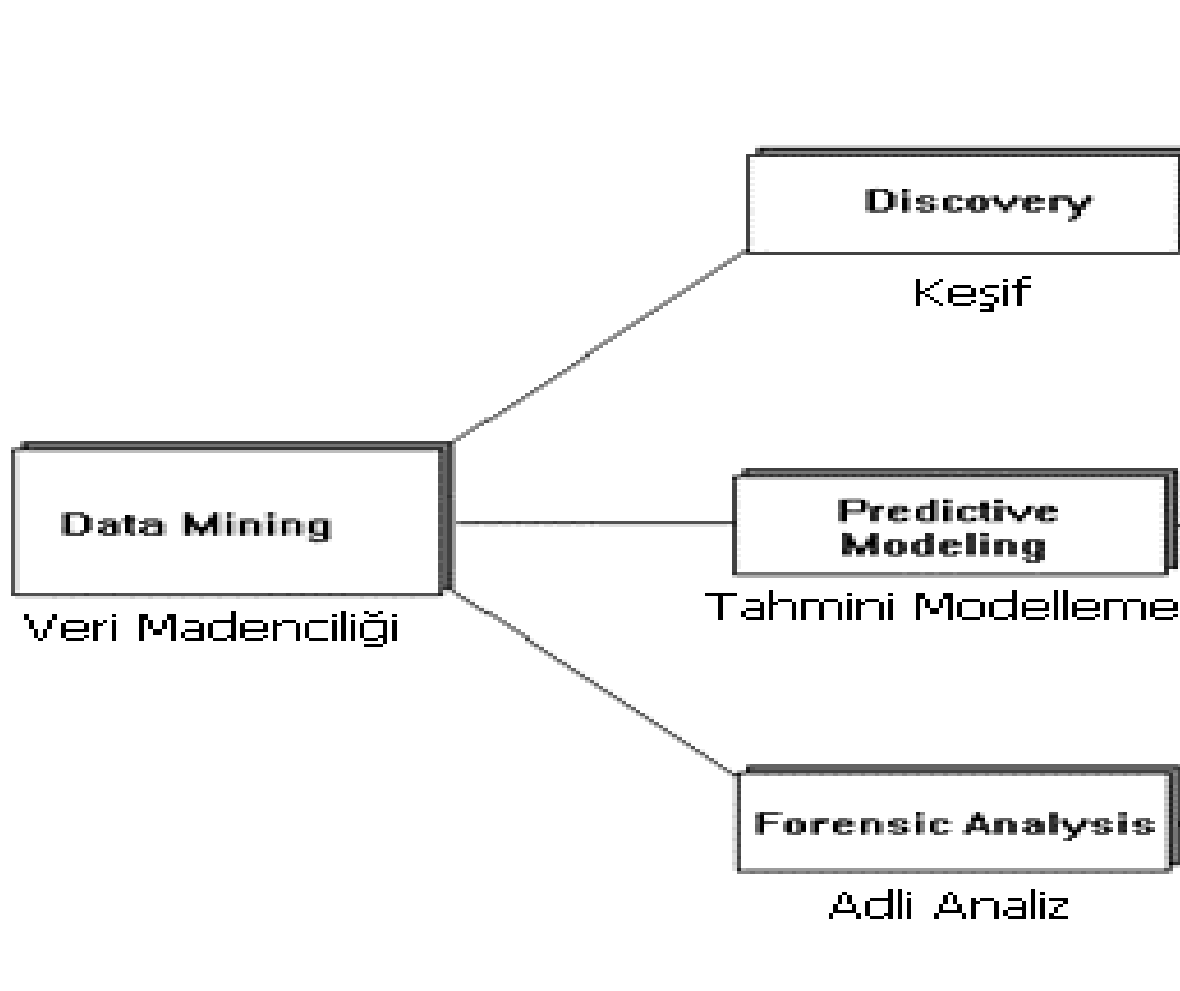 Discovery
Keşif
Data Mining
Veri Madenciliği
Predictive
Modeling
Tahmini Modelleme
Forensic Analysis
Adli Analiz